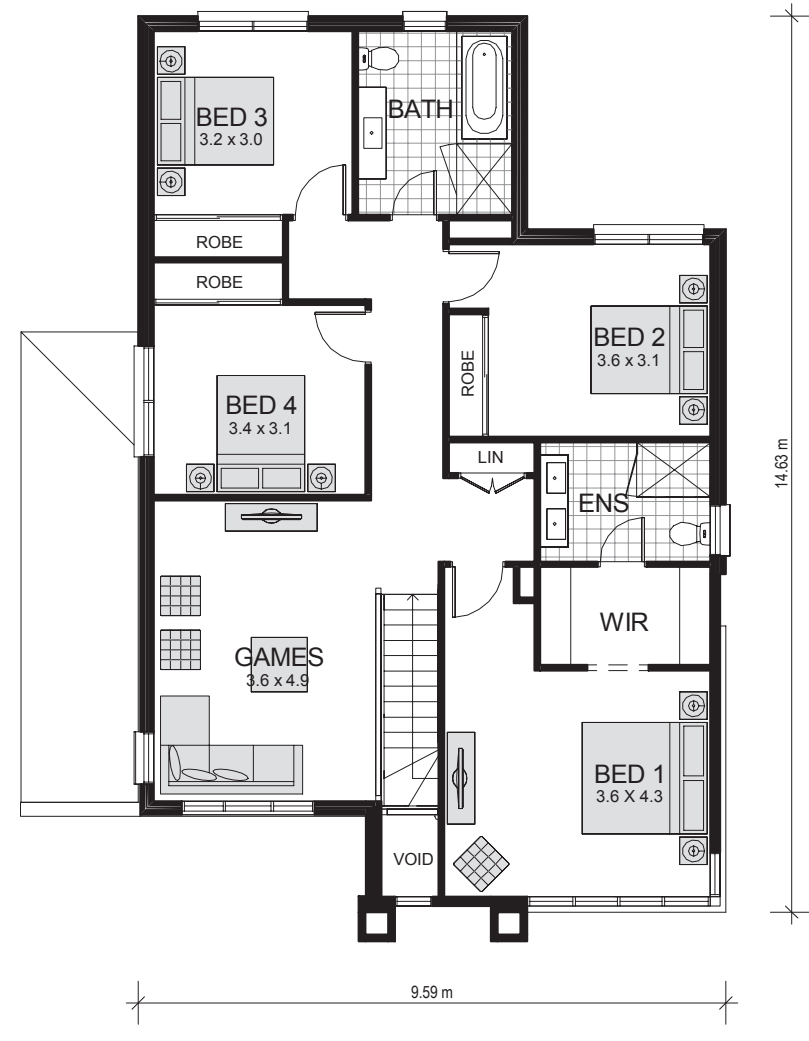 BED 3
3.2 x 3.0
BATH
ROBE
ROBE
BED 2
3.6 x 3.1
ROBE
BED 4
3.4 x 3.1
LIN
ENS
14.63 m
WIR
GAMES
3.6 x 4.9
BED 1
3.6 X 4.3
VOID
9.59 m